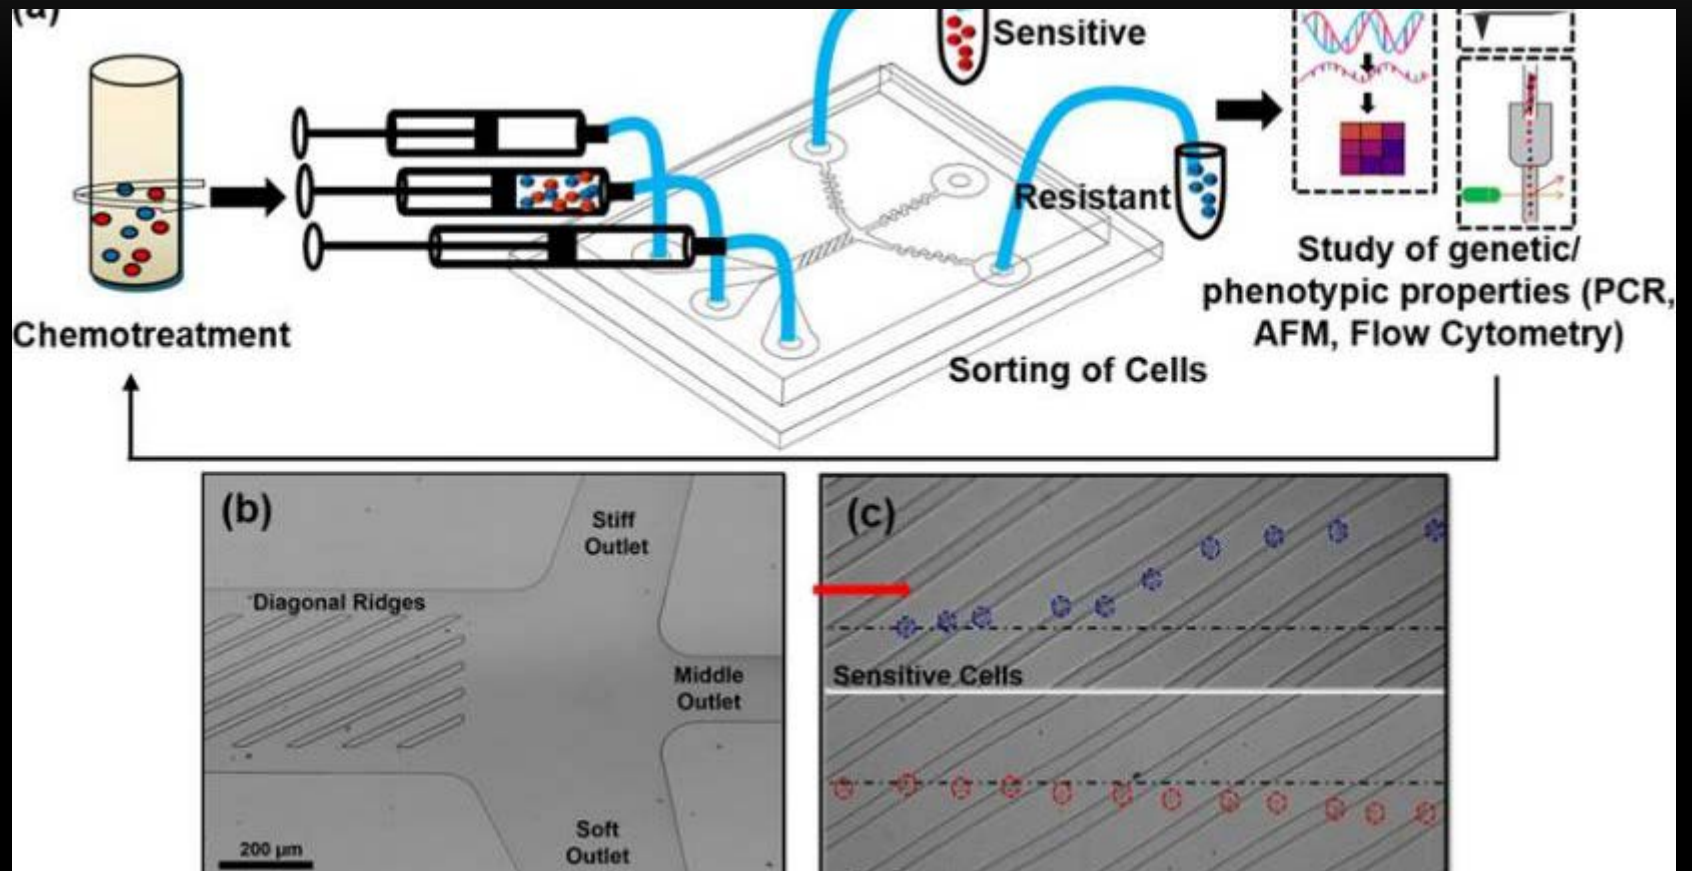 (a)
Sensitive
Resistant
Chemotreatment
Sorting of Cells
Study of genetic/
phenotypic properties (PCR,
AFM, Flow Cytometry)
(b)
Stiff
Outlet
Diagonal Ridges
Middle
Outlet
Soft
Outlet
200 µm
(c)
Sensitive Cells